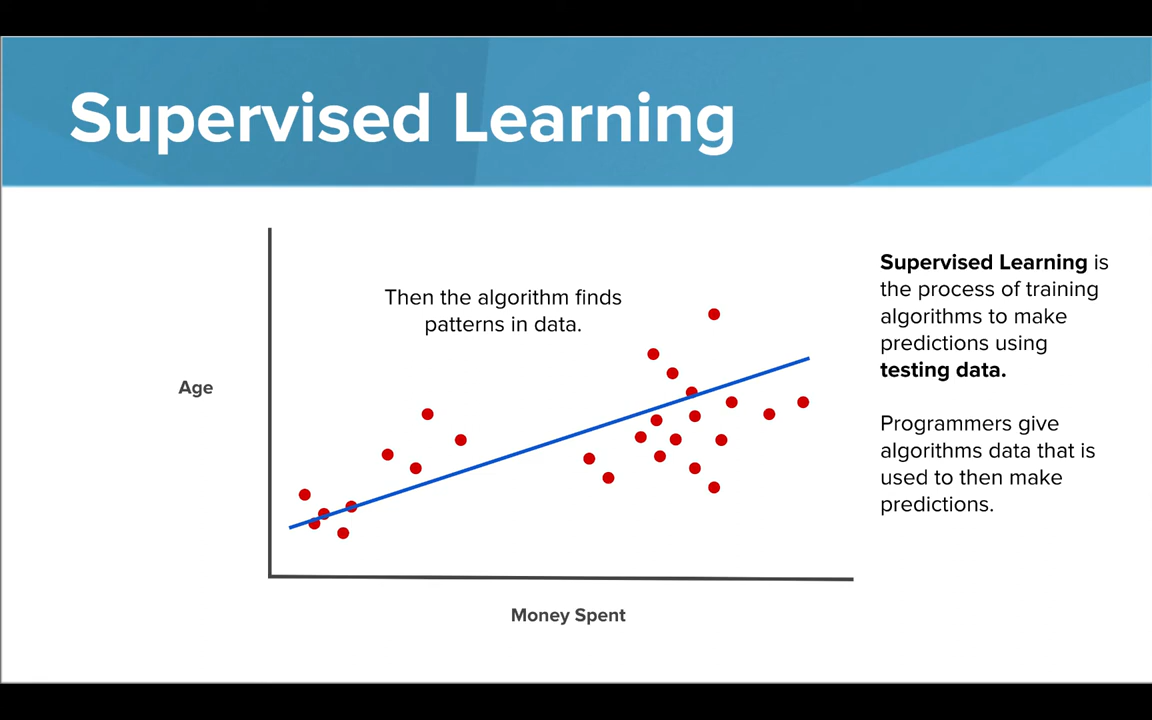 Supervised Learning
Then the algorithm finds
patterns in data.
Age
Money Spent
Supervised Learning is
the process of training
algorithms to make
predictions using
testing data.
Programmers give
algorithms data that is
used to then make
predictions.